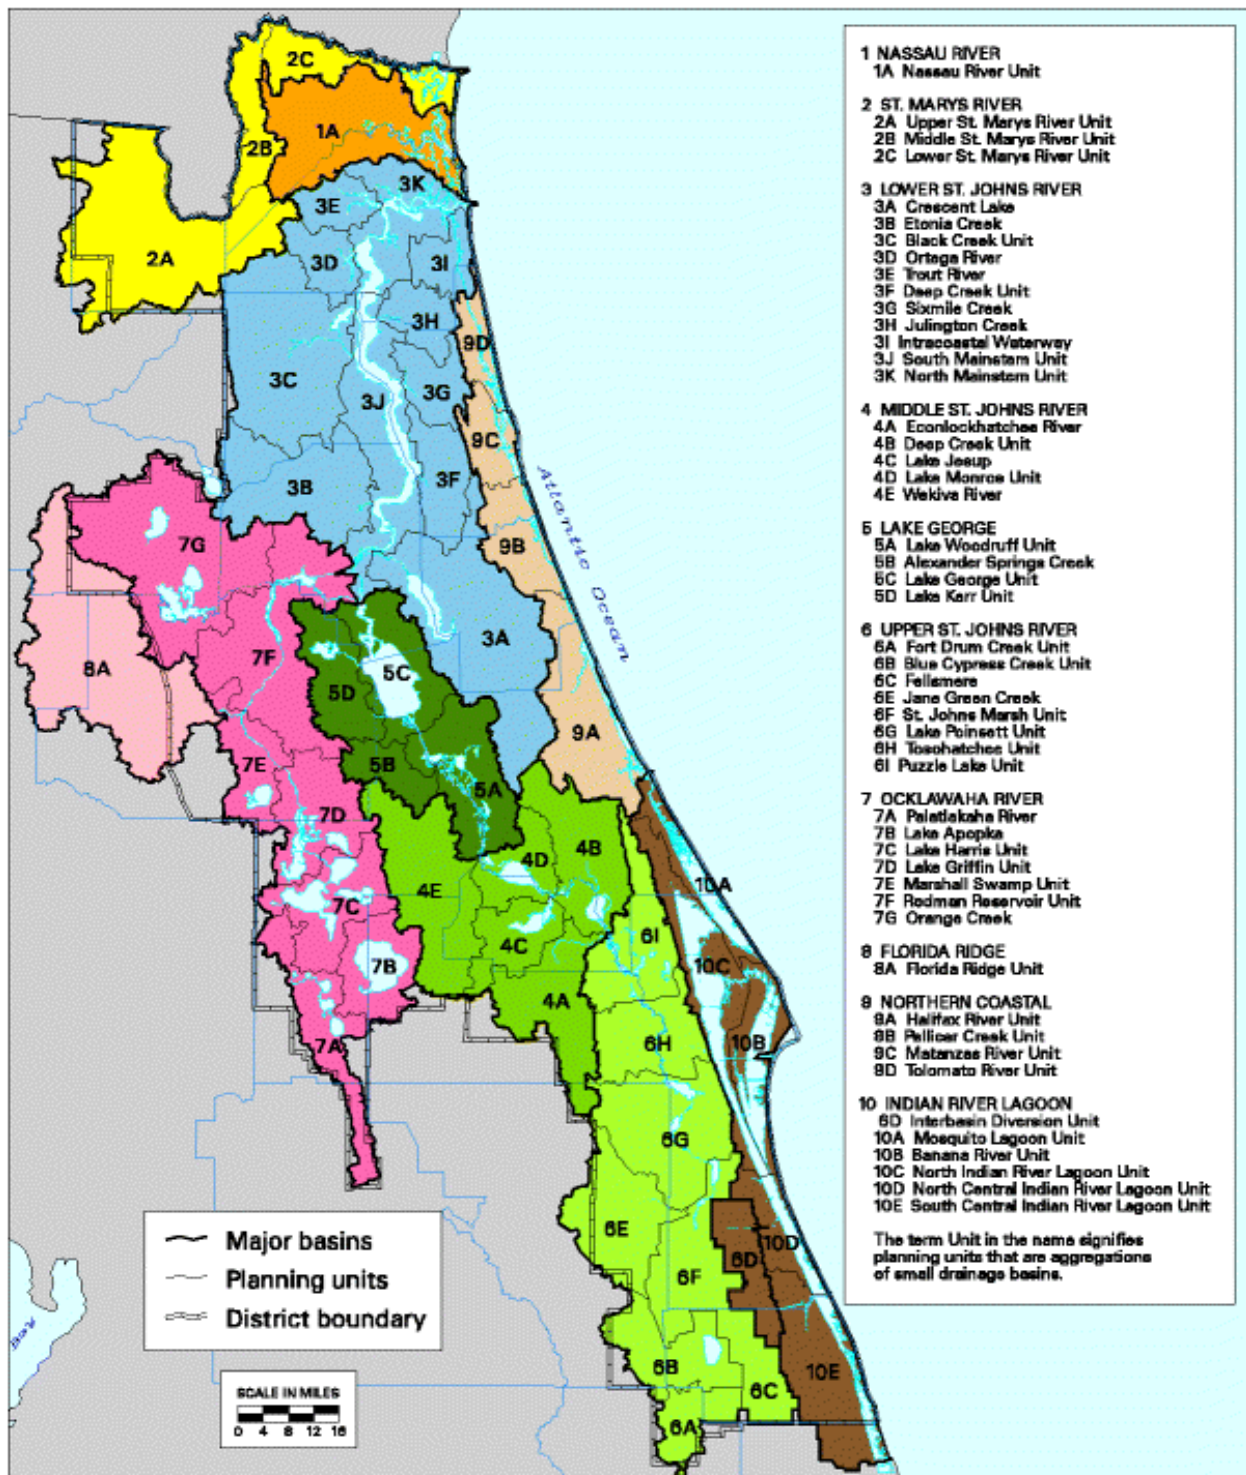 2C
1A
2B
3K
3E
2A
3D
3I
3H
9D
3C
3J
3G
9C
3B
3F
7G
9B
Atlantic Ocean
8A
7F
5C
3A
5D
9A
7E
5B
5A
7D
4D
4B
4E
10A
7C
4C
6I
7B
10C
4A
7A
6H
10B
6G
6E
6D
10D
6F
6B
6C
10E
6A
1 NASSAU RIVER
1A Nassau River Unit
2 ST. MARYS RIVER
2A Upper St. Marys River Unit
2B Middle St. Marys River Unit
2C Lower St. Marys River Unit
3 LOWER ST. JOHNS RIVER
3A Crescent Lake
3B Etonia Creek
3C Black Creek Unit
3D Ortega River
3E Trout River
3F Deep Creek Unit
3G Sixmile Creek
3H Julington Creek
3I Intracoastal Waterway
3J South Mainstem Unit
3K North Mainstem Unit
4 MIDDLE ST. JOHNS RIVER
4A Econlockhatchee River
4B Deep Creek Unit
4C Lake Jesup
4D Lake Monroe Unit
4E Wekiva River
5 LAKE GEORGE
5A Lake Woodruff Unit
5B Alexander Springs Creek
5C Lake George Unit
5D Lake Kerr Unit
6 UPPER ST. JOHNS RIVER
6A Fort Drum Creek Unit
6B Blue Cypress Creek Unit
6C Fellsmere
6E Jane Green Creek
6F St. Johns Marsh Unit
6G Lake Poinsett Unit
6H Tosohatchee Unit
6I Puzzle Lake Unit
7 OCKLAWAHA RIVER
7A Palatlakaha River
7B Lake Apopka
7C Lake Harris Unit
7D Lake Griffin Unit
7E Marshall Swamp Unit
7F Rodman Reservoir Unit
7G Orange Creek
8 FLORIDA RIDGE
8A Florida Ridge Unit
9 NORTHERN COASTAL
9A Halifax River Unit
9B Pellicer Creek Unit
9C Matanzas River Unit
9D Tolomato River Unit
10 INDIAN RIVER LAGOON
6D Interbasin Diversion Unit
10A Mosquito Lagoon Unit
10B Banana River Unit
10C North Indian River Lagoon Unit
10D North Central Indian River Lagoon Unit
10E South Central Indian River Lagoon Unit
The term Unit in the name signifies
planning units that are aggregations
of small drainage basins.
Major basins
Planning units
District boundary
SCALE IN MILES
0 4 8 12 16